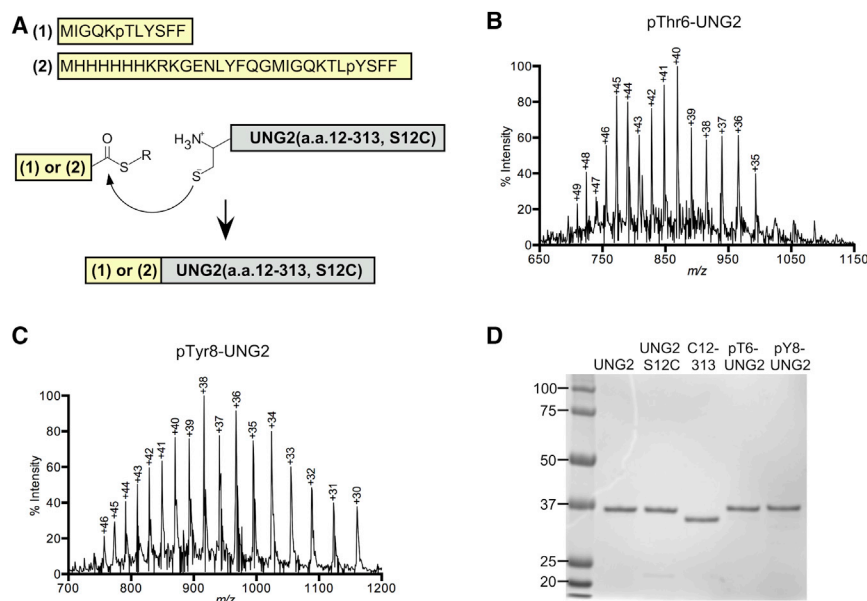 A
(1) MIGQKpTLYSFF
(2) MHHHHHHKRKGENLYFQGMIGQKTLpYSFF
(1) or (2)
O
S
R
H3N+
S-
UNG2(a.a.12-313, S12C)
(1) or (2) UNG2(a.a.12-313, S12C)
B
pThr6-UNG2
% Intensity
100
80
60
40
20
0
+49
+48
+47
+46
+45
+44
+43
+42
+41
+40
+39
+38
+37
+36
+35
650 750 850 950 1050 1150
m/z
C
pTyr8-UNG2
% Intensity
100
80
60
40
20
0
+46
+45
+44
+43
+42
+41
+40
+39
+38
+37
+36
+35
+34
+33
+32
+31
+30
700 800 900 1000 1100 1200
m/z
D
UNG2
UNG2 S12C
C12-313
pT6-UNG2
pY8-UNG2
100
75
50
37
25
20